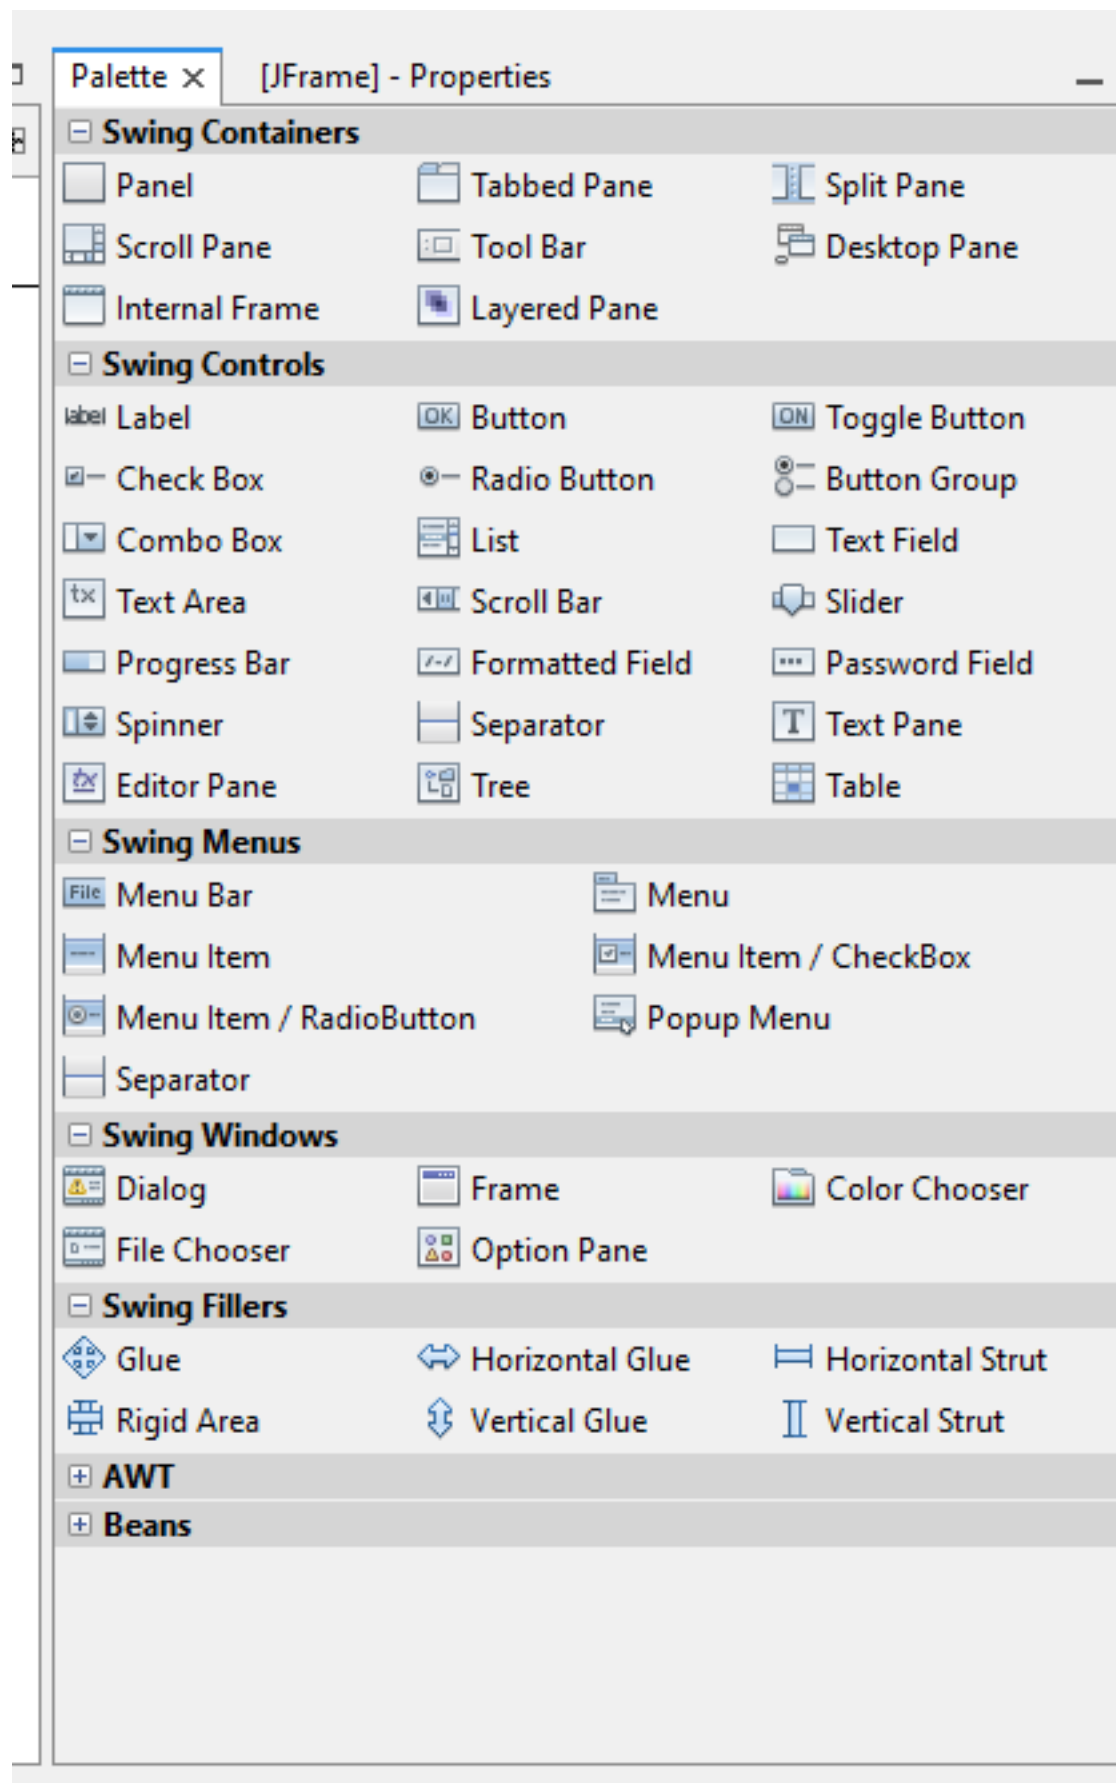 Palette × [JFrame] - Properties
Swing Containers
Panel Tabbed Pane Split Pane
Scroll Pane Tool Bar Desktop Pane
Internal Frame Layered Pane
Swing Controls
label Label OK Button ON Toggle Button
Check Box Radio Button Button Group
Combo Box List Text Field
tx Text Area Scroll Bar Slider
Progress Bar Formatted Field Password Field
Spinner Separator T Text Pane
tx Editor Pane Tree Table
Swing Menus
File Menu Bar Menu
Menu Item Menu Item / CheckBox
Menu Item / RadioButton Popup Menu
Separator
Swing Windows
Dialog Frame Color Chooser
File Chooser Option Pane
Swing Fillers
Glue Horizontal Glue Horizontal Strut
Rigid Area Vertical Glue Vertical Strut
AWT
Beans